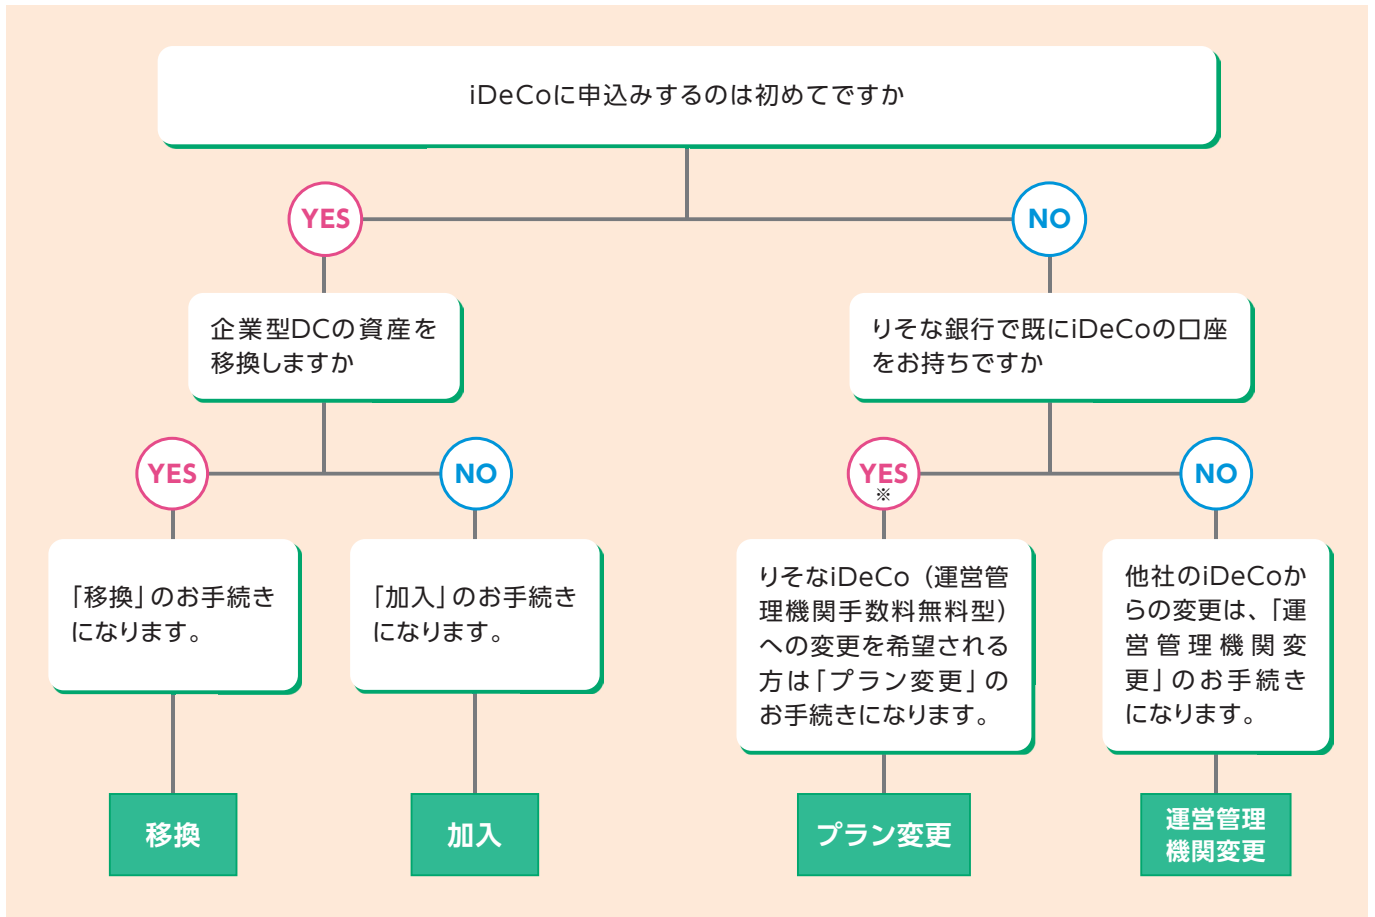 iDeCoに申込みするのは初めてですか
YES
NO
企業型DCの資産を
移換しますか
りそな銀行で既にiDeCoの口座
をお持ちですか
YES
NO
YES
※
NO
「移換」のお手続き
になります。
「加入」のお手続き
になります。
りそなiDeCo（運営管
理機関手数料無料型）
への変更を希望される
方は「プラン変更」の
お手続きになります。
他社のiDeCoか
らの変更は、「運
営管理機関変
更」のお手続き
になります。
移換
加入
プラン変更
運営管理
機関変更